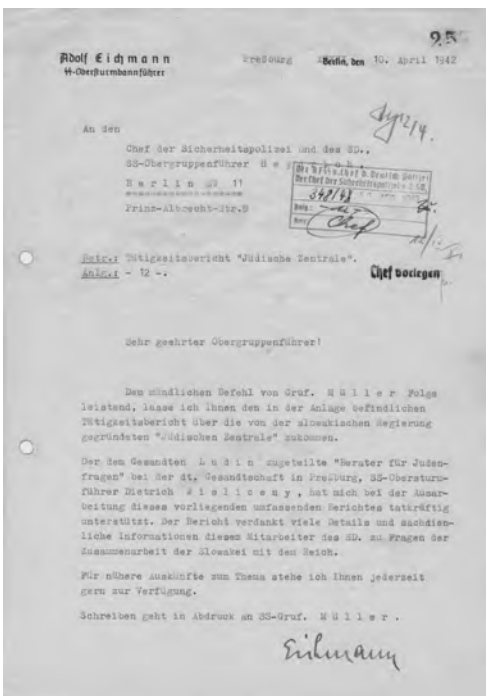 95
Adolf Eichmann
SS-Obersturmbannführer
Preßburg Berlin, den 10. April 1942
An den
Chef der Sicherheitspolizei und des SD.,
SS-Obergruppenführer
Berlin 11
Prinz-Albrecht-Str.8
Der Chef der Sicherheitspolizei u. SD.
Chef
Betr.: Tätigkeitsbericht "Jüdische Zentrale".
Anlg.: - 12 -.
Chef vorlegen
Sehr geehrter Obergruppenführer!
Dem mündlichen Befehl von Gruf. M ü l l e r Folge
leistend, lasse ich Ihnen den in der Anlage befindlichen
Tätigkeitsbericht über die von der slowakischen Regierung
gegründeten "Jüdischen Zentrale" zukommen.
Der dem Gesandten L u d i n zugeteilte "Berater für Juden-
fragen" bei der dt. Gesandtschaft in Preßburg, SS-Obersturm-
führer Dietrich W i s l i c e n y , hat mich bei der Ausar-
beitung dieses vorliegenden umfassenden Berichtes tatkräftig
unterstützt. Der Bericht verdankt viele Details und sachdien-
liche Informationen diesem Mitarbeiter des SD. zu Fragen der
Zusammenarbeit der Slowakei mit dem Reich.
Für nähere Auskünfte zum Thema stehe ich Ihnen jederzeit
gern zur Verfügung.
Schreiben geht in Abdruck an SS-Gruf. M ü l l e r .
Eichmann